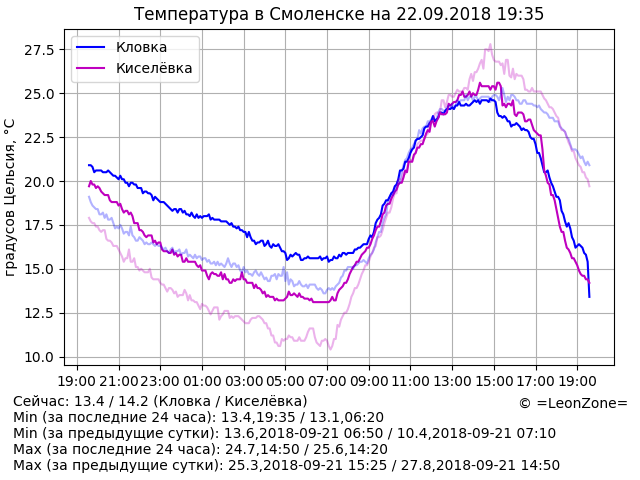 Температура в Смоленске на 22.09.2018 19:35
градусов Цельсия, °C
27.5
25.0
22.5
20.0
17.5
15.0
12.5
10.0
Кловка
Киселёвка
19:00 21:00 23:00 01:00 03:00 05:00 07:00 09:00 11:00 13:00 15:00 17:00 19:00
Сейчас: 13.4 / 14.2 (Кловка / Киселёвка)
© =LeonZone=
Min (за последние 24 часа): 13.4,19:35 / 13.1,06:20
Min (за предыдущие сутки): 13.6,2018-09-21 06:50 / 10.4,2018-09-21 07:10
Max (за последние 24 часа): 24.7,14:50 / 25.6,14:20
Max (за предыдущие сутки): 25.3,2018-09-21 15:25 / 27.8,2018-09-21 14:50